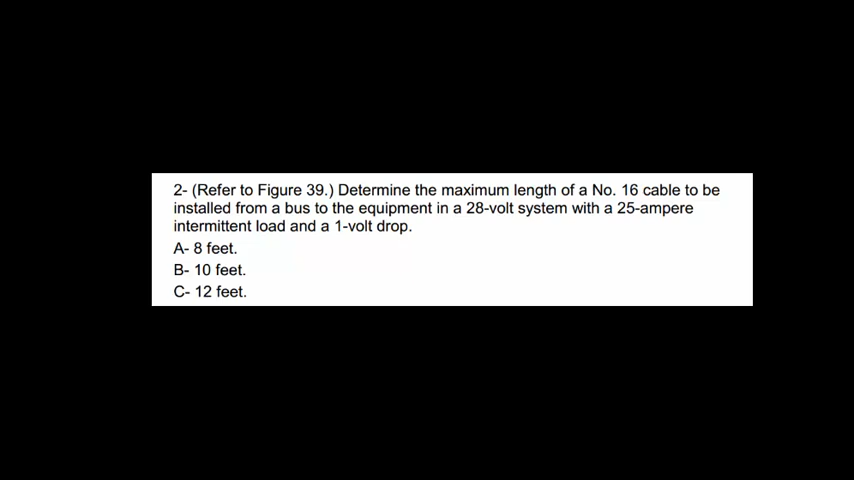 2- (Refer to Figure 39.) Determine the maximum length of a No. 16 cable to be
installed from a bus to the equipment in a 28-volt system with a 25-ampere
intermittent load and a 1-volt drop.
A- 8 feet.
B- 10 feet.
C- 12 feet.